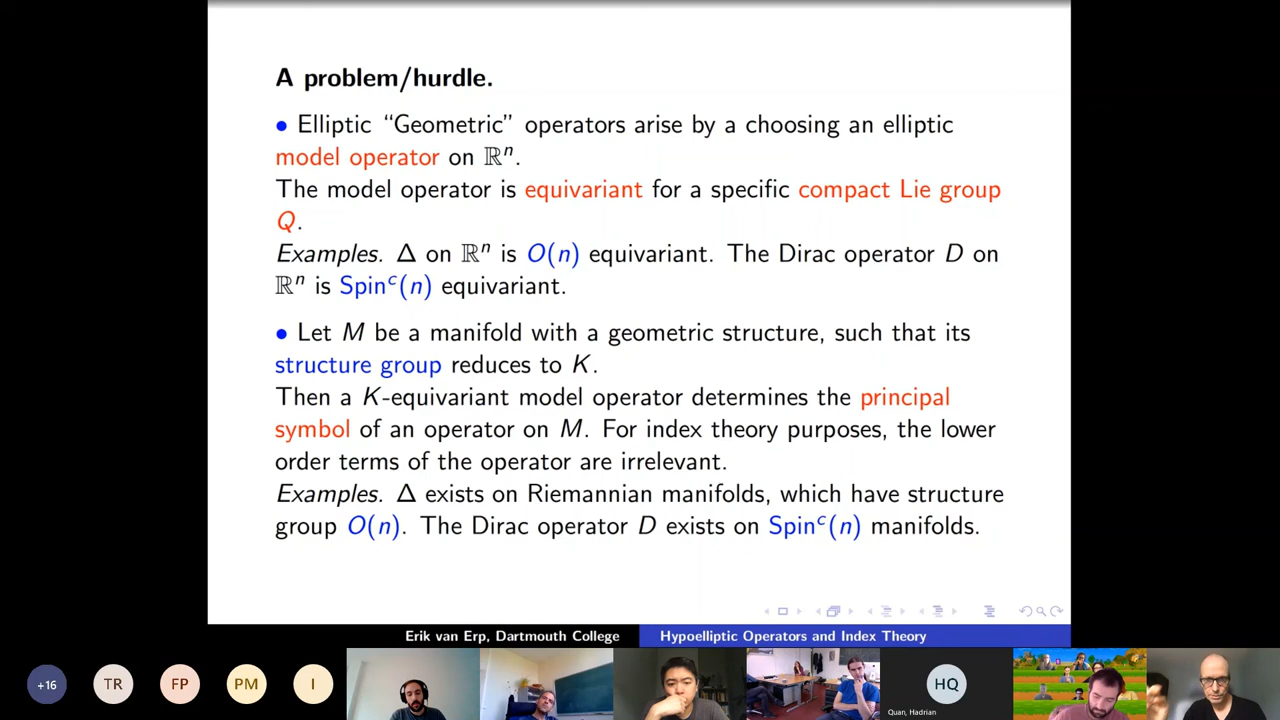 A problem/hurdle.
• Elliptic “Geometric” operators arise by a choosing an elliptic
model operator on ℝⁿ.
The model operator is equivariant for a specific compact Lie group
Q.
Examples. Δ on ℝⁿ is O(n) equivariant. The Dirac operator D on
ℝⁿ is Spinᶜ(n) equivariant.
• Let M be a manifold with a geometric structure, such that its
structure group reduces to K.
Then a K-equivariant model operator determines the principal
symbol of an operator on M. For index theory purposes, the lower
order terms of the operator are irrelevant.
Examples. Δ exists on Riemannian manifolds, which have structure
group O(n). The Dirac operator D exists on Spinᶜ(n) manifolds.
Erik van Erp, Dartmouth College Hypoelliptic Operators and Index Theory
+16 TR FP PM I HQ
Quan, Hadrian